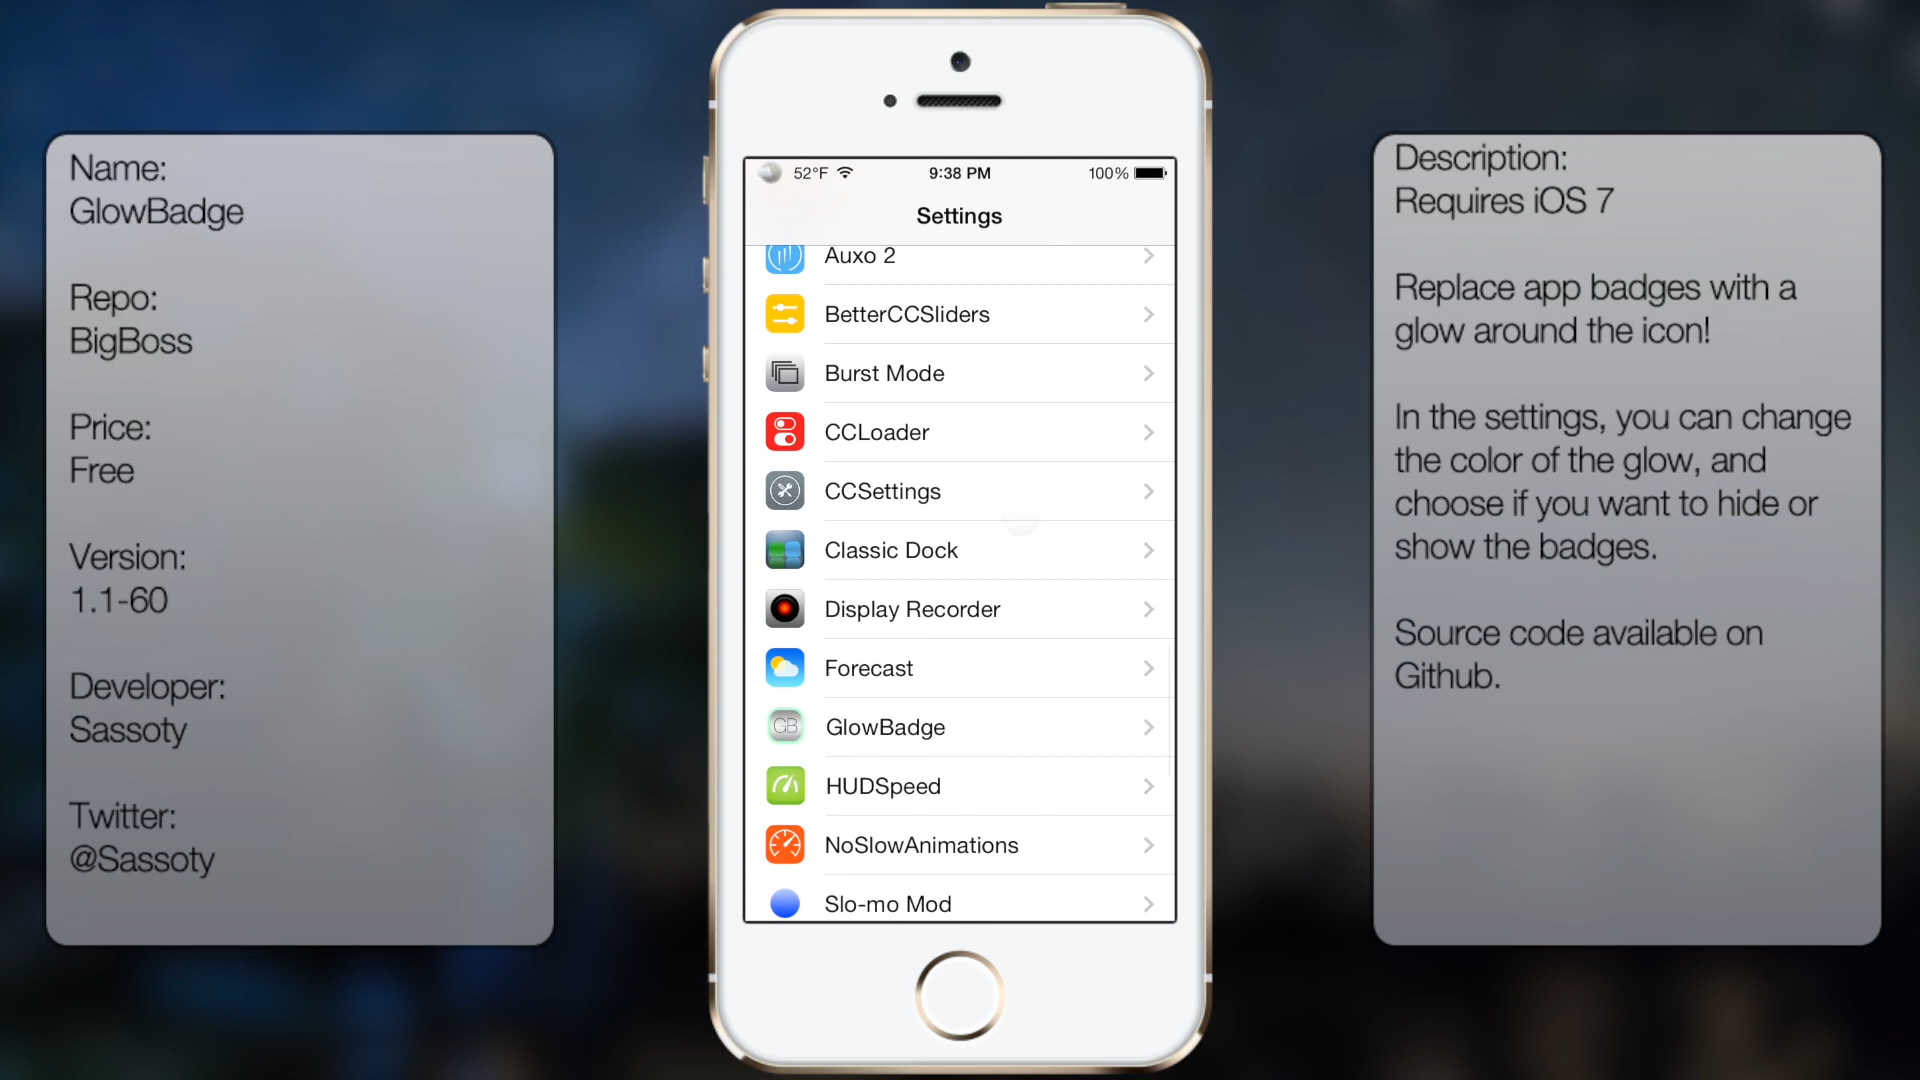 Name:
GlowBadge
Repo:
BigBoss
Price:
Free
Version:
1.1-60
Developer:
Sassoty
Twitter:
@Sassoty
52°F
9:38 PM
100%
Settings
Auxo 2
BetterCCSliders
Burst Mode
CCLoader
CCSettings
Classic Dock
Display Recorder
Forecast
GB
GlowBadge
HUDSpeed
NoSlowAnimations
Slo-mo Mod
Description:
Requires iOS 7
Replace app badges with a
glow around the icon!
In the settings, you can change
the color of the glow, and
choose if you want to hide or
show the badges.
Source code available on
Github.